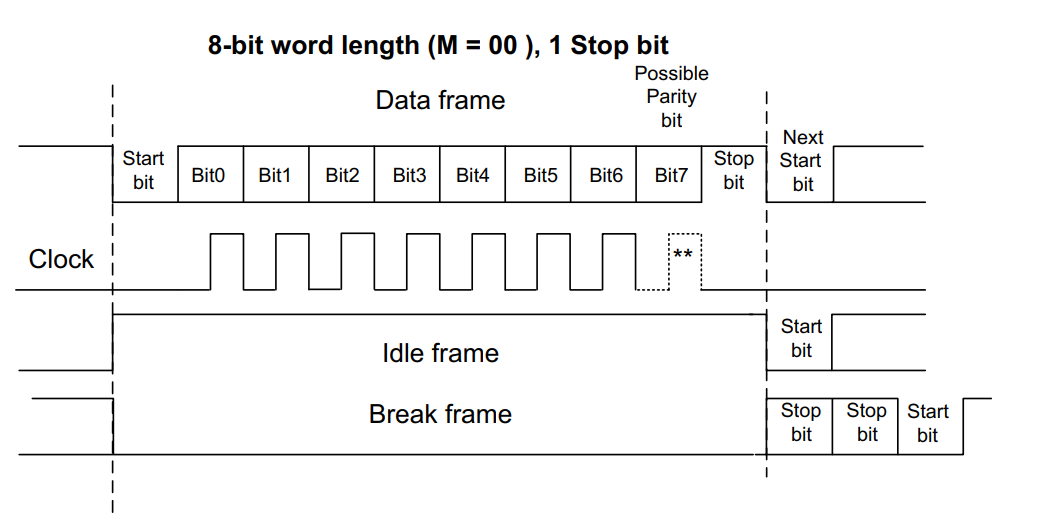 8-bit word length (M = 00 ), 1 Stop bit
Data frame
Possible
Parity
bit
Start
bit
Bit0
Bit1
Bit2
Bit3
Bit4
Bit5
Bit6
Bit7
Stop
bit
Next
Start
bit
Clock
**
Idle frame
Start
bit
Break frame
Stop
bit
Stop
bit
Start
bit